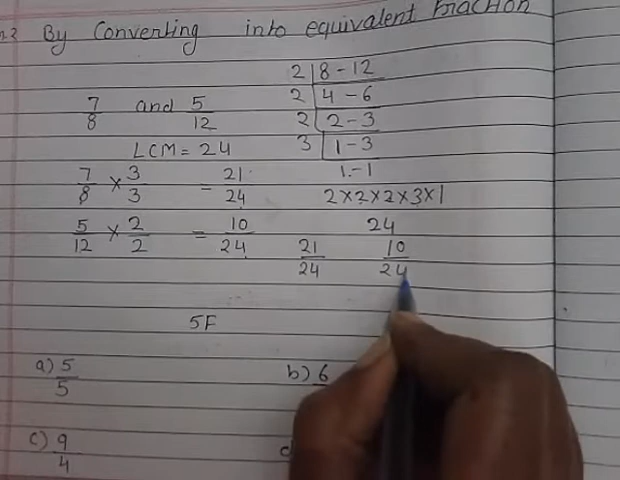 By Converting into equivalent fraction
7/8 and 5/12
LCM = 24
7/8 × 3/3 = 21/24
5/12 × 2/2 = 10/24
2 | 8 - 12
2 | 4 - 6
2 | 2 - 3
3 | 1 - 3
1 - 1
2 × 2 × 2 × 3 × 1
24
21/24 10/24
5F
a) 5/5
b) 6
c) 9/4